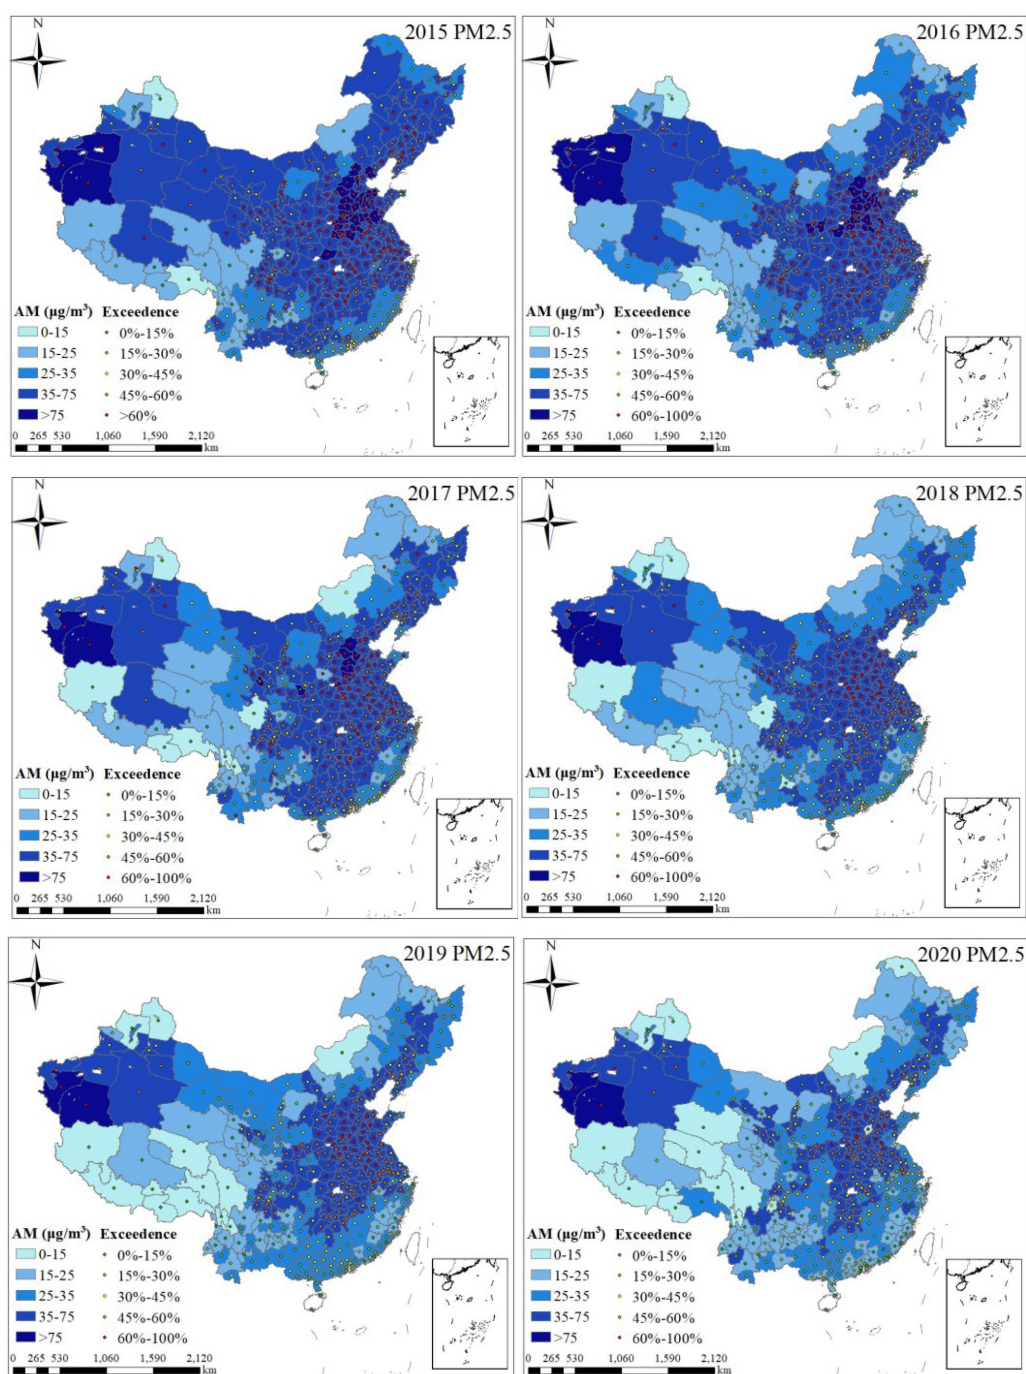 N
2015 PM2.5
AM (µg/m³) Exceedence
0-15 0%-15%
15-25 15%-30%
25-35 30%-45%
35-75 45%-60%
>75 >60%
0 265 530 1,060 1,590 2,120
km
N
2016 PM2.5
AM (µg/m³) Exceedence
0-15 0%-15%
15-25 15%-30%
25-35 30%-45%
35-75 45%-60%
>75 60%-100%
0 265 530 1,060 1,590 2,120
km
N
2017 PM2.5
AM (µg/m³) Exceedence
0-15 0%-15%
15-25 15%-30%
25-35 30%-45%
35-75 45%-60%
>75 60%-100%
0 265 530 1,060 1,590 2,120
km
N
2018 PM2.5
AM (µg/m³) Exceedence
0-15 0%-15%
15-25 15%-30%
25-35 30%-45%
35-75 45%-60%
>75 60%-100%
0 265 530 1,060 1,590 2,120
km
N
2019 PM2.5
AM (µg/m³) Exceedence
0-15 0%-15%
15-25 15%-30%
25-35 30%-45%
35-75 45%-60%
>75 60%-100%
0 265 530 1,060 1,590 2,120
km
N
2020 PM2.5
AM (µg/m³) Exceedence
0-15 0%-15%
15-25 15%-30%
25-35 30%-45%
35-75 45%-60%
>75 60%-100%
0 265 530 1,060 1,590 2,120
km